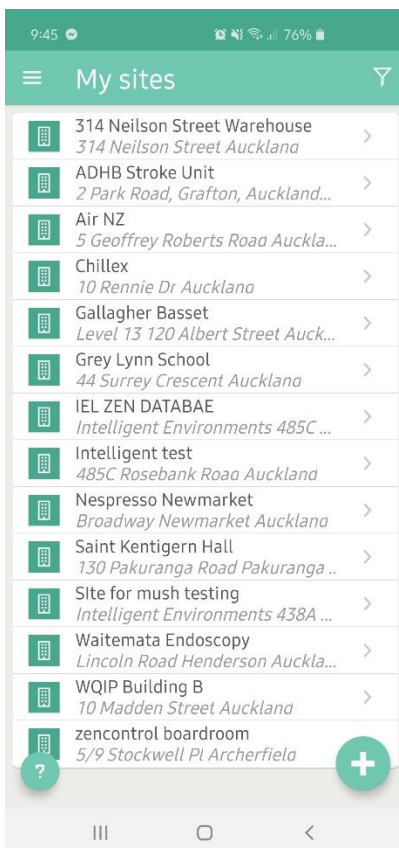 9:45 76%
My sites
314 Neilson Street Warehouse
314 Neilson Street Auckland
ADHB Stroke Unit
2 Park Road, Grafton, Auckland...
Air NZ
5 Geoffrey Roberts Road Auckla...
Chillex
10 Rennie Dr Auckland
Gallagher Basset
Level 13 120 Albert Street Auck...
Grey Lynn School
44 Surrey Crescent Auckland
IEL ZEN DATABAE
Intelligent Environments 485C ...
Intelligent test
485C Rosebank Road Auckland
Nespresso Newmarket
Broadway Newmarket Auckland
Saint Kentigern Hall
130 Pakuranga Road Pakuranga ..
SIte for mush testing
Intelligent Environments 438A ...
Waitemata Endoscopy
Lincoln Road Henderson Auckla...
WQIP Building B
10 Madden Street Auckland
zencontrol boardroom
5/9 Stockwell Pl Archerfield
?
+